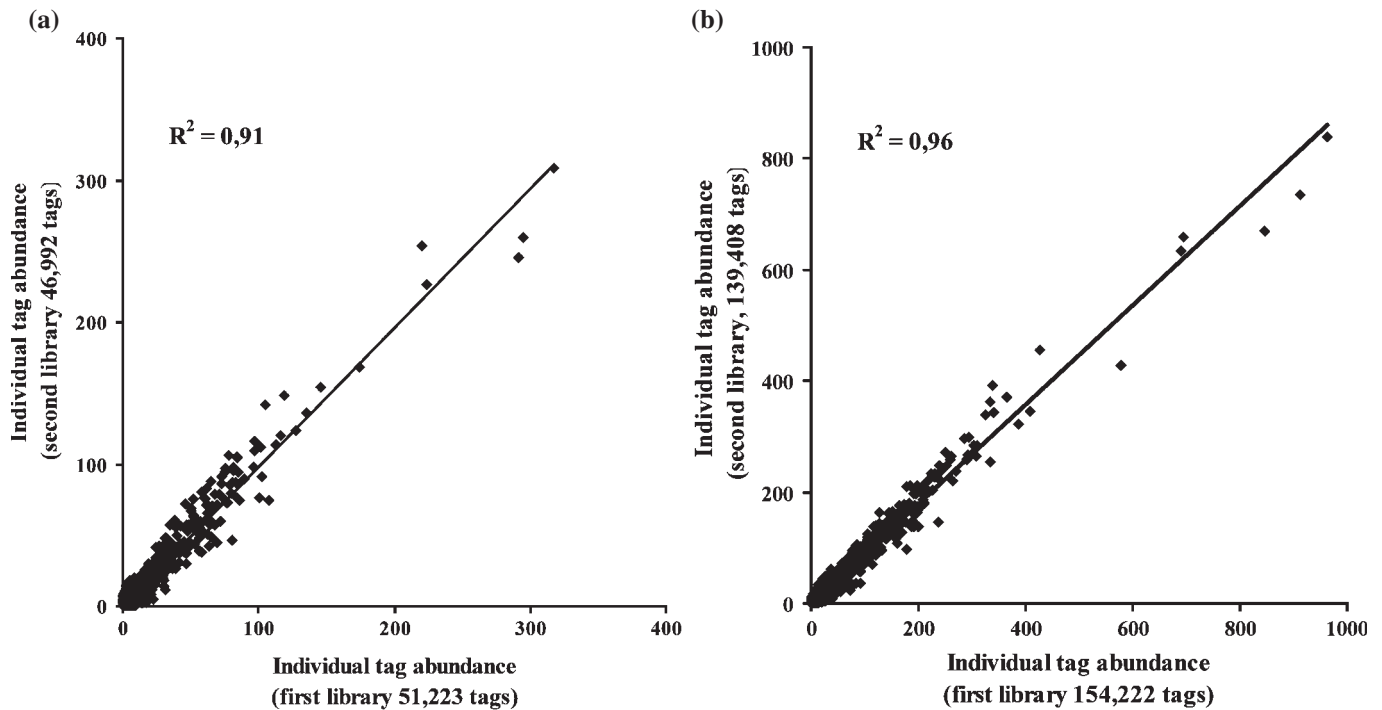 (a)
400
300
200
100
0
R² = 0,91
Individual tag abundance
(second library 46,992 tags)
0 100 200 300 400
Individual tag abundance
(first library 51,223 tags)
(b)
1000
800
600
400
200
0
R² = 0,96
Individual tag abundance
(second library, 139,408 tags)
0 200 400 600 800 1000
Individual tag abundance
(first library 154,222 tags)